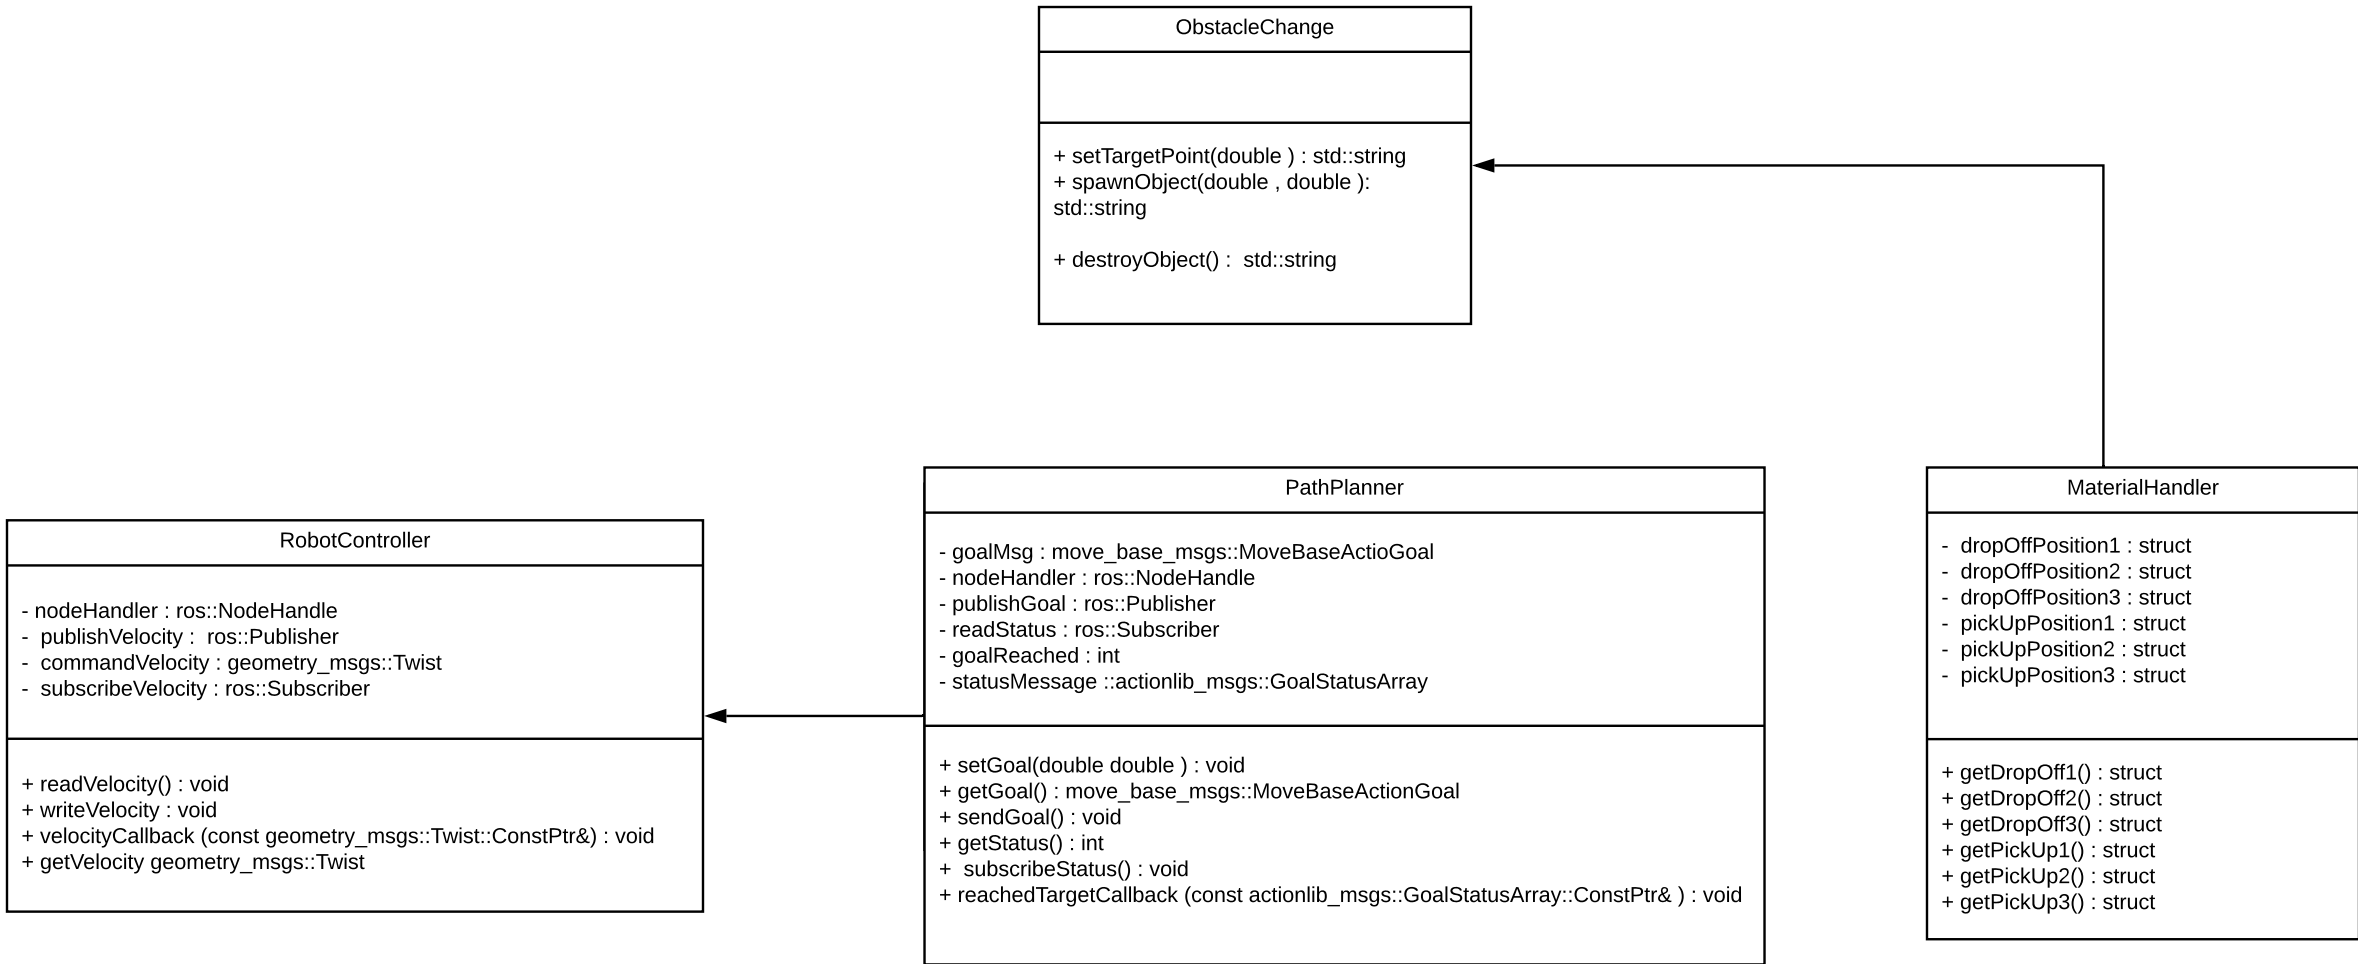 ObstacleChange
+ setTargetPoint(double ) : std::string
+ spawnObject(double , double ):
std::string
+ destroyObject() :  std::string
RobotController
- nodeHandler : ros::NodeHandle
-  publishVelocity :  ros::Publisher
-  commandVelocity : geometry_msgs::Twist
-  subscribeVelocity : ros::Subscriber
+ readVelocity() : void
+ writeVelocity : void
+ velocityCallback (const geometry_msgs::Twist::ConstPtr&) : void
+ getVelocity geometry_msgs::Twist
PathPlanner
- goalMsg : move_base_msgs::MoveBaseActioGoal
- nodeHandler : ros::NodeHandle
- publishGoal : ros::Publisher
- readStatus : ros::Subscriber
- goalReached : int
- statusMessage ::actionlib_msgs::GoalStatusArray
+ setGoal(double double ) : void
+ getGoal() : move_base_msgs::MoveBaseActionGoal
+ sendGoal() : void
+ getStatus() : int
+  subscribeStatus() : void
+ reachedTargetCallback (const actionlib_msgs::GoalStatusArray::ConstPtr& ) : void
MaterialHandler
-  dropOffPosition1 : struct
-  dropOffPosition2 : struct
-  dropOffPosition3 : struct
-  pickUpPosition1 : struct
-  pickUpPosition2 : struct
-  pickUpPosition3 : struct
+ getDropOff1() : struct
+ getDropOff2() : struct
+ getDropOff3() : struct
+ getPickUp1() : struct
+ getPickUp2() : struct
+ getPickUp3() : struct